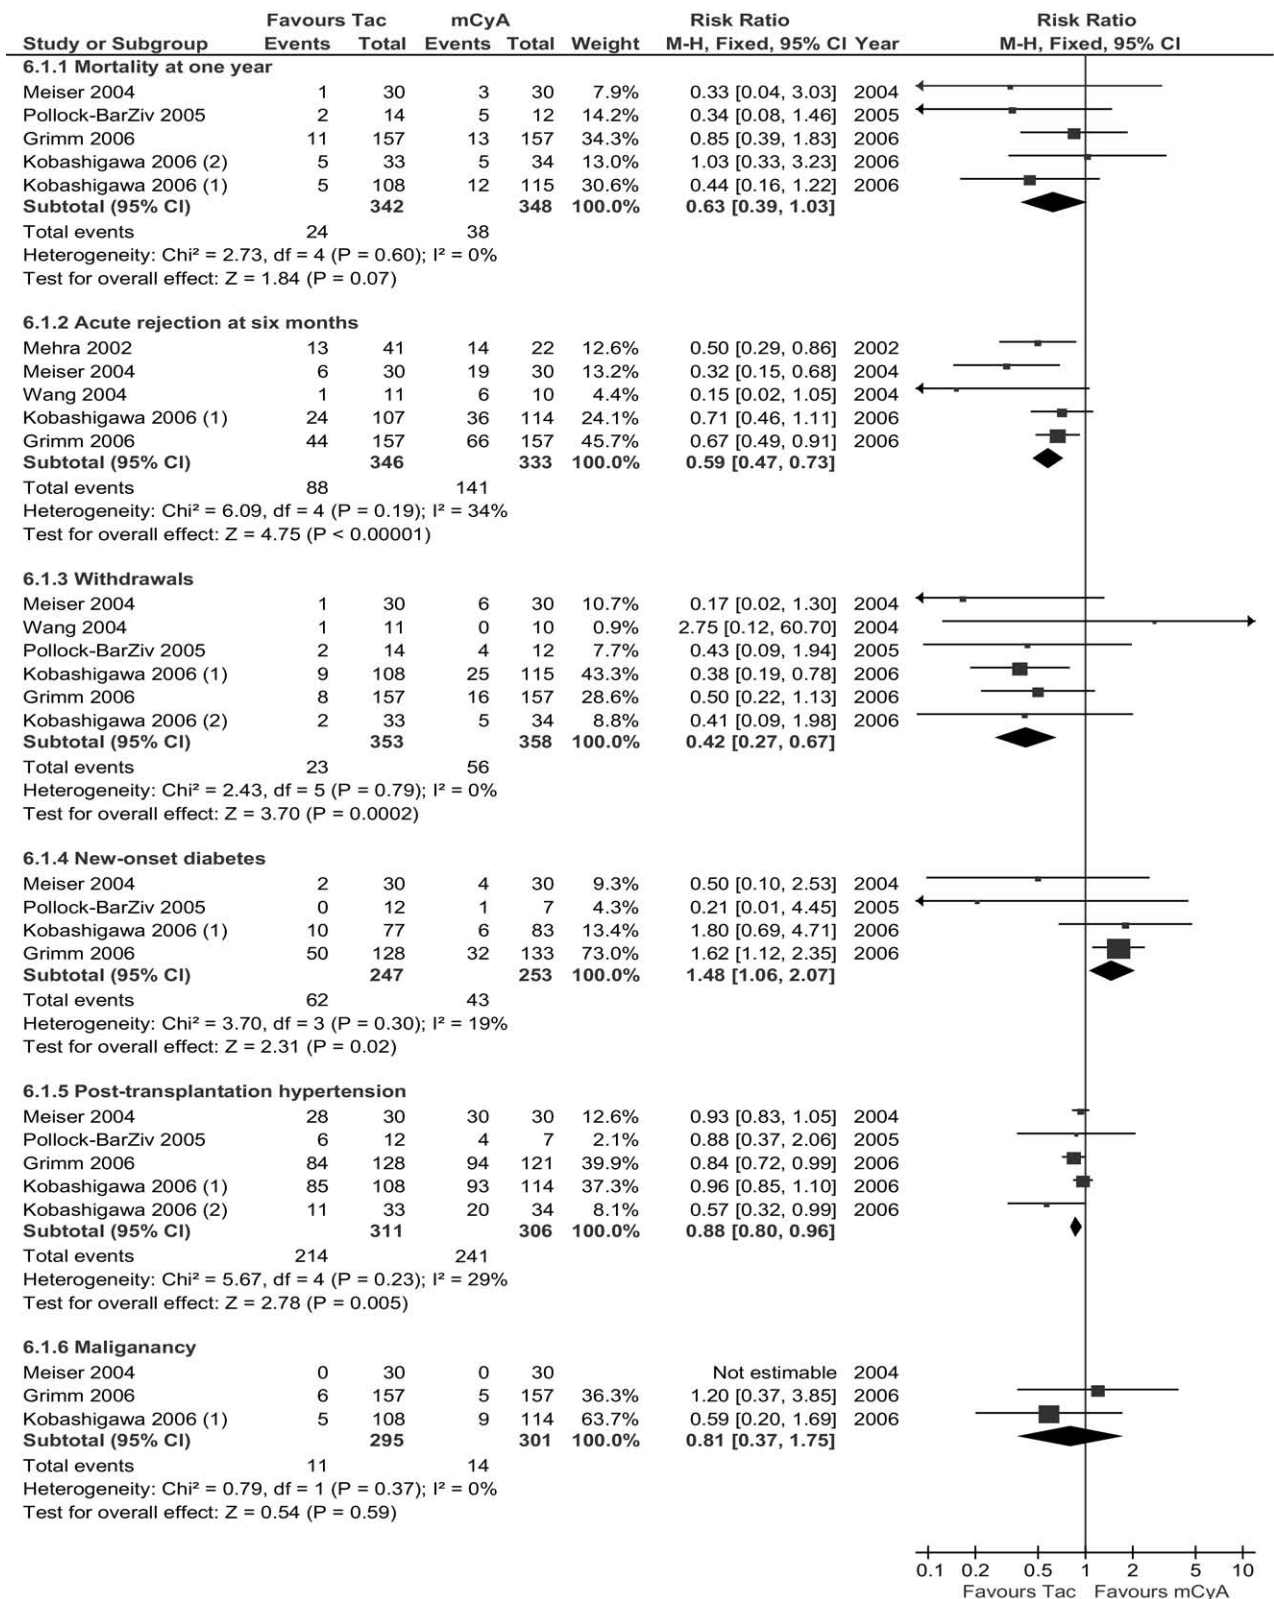 Favours Tac mCyA Risk Ratio Risk Ratio
Study or Subgroup Events Total Events Total Weight M-H, Fixed, 95% CI Year M-H, Fixed, 95% CI
6.1.1 Mortality at one year
Meiser 2004 1 30 3 30 7.9% 0.33 [0.04, 3.03] 2004
Pollock-BarZiv 2005 2 14 5 12 14.2% 0.34 [0.08, 1.46] 2005
Grimm 2006 11 157 13 157 34.3% 0.85 [0.39, 1.83] 2006
Kobashigawa 2006 (2) 5 33 5 34 13.0% 1.03 [0.33, 3.23] 2006
Kobashigawa 2006 (1) 5 108 12 115 30.6% 0.44 [0.16, 1.22] 2006
Subtotal (95% CI) 342 348 100.0% 0.63 [0.39, 1.03]
Total events 24 38
Heterogeneity: Chi² = 2.73, df = 4 (P = 0.60); I² = 0%
Test for overall effect: Z = 1.84 (P = 0.07)
6.1.2 Acute rejection at six months
Mehra 2002 13 41 14 22 12.6% 0.50 [0.29, 0.86] 2002
Meiser 2004 6 30 19 30 13.2% 0.32 [0.15, 0.68] 2004
Wang 2004 1 11 6 10 4.4% 0.15 [0.02, 1.05] 2004
Kobashigawa 2006 (1) 24 107 36 114 24.1% 0.71 [0.46, 1.11] 2006
Grimm 2006 44 157 66 157 45.7% 0.67 [0.49, 0.91] 2006
Subtotal (95% CI) 346 333 100.0% 0.59 [0.47, 0.73]
Total events 88 141
Heterogeneity: Chi² = 6.09, df = 4 (P = 0.19); I² = 34%
Test for overall effect: Z = 4.75 (P < 0.00001)
6.1.3 Withdrawals
Meiser 2004 1 30 6 30 10.7% 0.17 [0.02, 1.30] 2004
Wang 2004 1 11 0 10 0.9% 2.75 [0.12, 60.70] 2004
Pollock-BarZiv 2005 2 14 4 12 7.7% 0.43 [0.09, 1.94] 2005
Kobashigawa 2006 (1) 9 108 25 115 43.3% 0.38 [0.19, 0.78] 2006
Grimm 2006 8 157 16 157 28.6% 0.50 [0.22, 1.13] 2006
Kobashigawa 2006 (2) 2 33 5 34 8.8% 0.41 [0.09, 1.98] 2006
Subtotal (95% CI) 353 358 100.0% 0.42 [0.27, 0.67]
Total events 23 56
Heterogeneity: Chi² = 2.43, df = 5 (P = 0.79); I² = 0%
Test for overall effect: Z = 3.70 (P = 0.0002)
6.1.4 New-onset diabetes
Meiser 2004 2 30 4 30 9.3% 0.50 [0.10, 2.53] 2004
Pollock-BarZiv 2005 0 12 1 7 4.3% 0.21 [0.01, 4.45] 2005
Kobashigawa 2006 (1) 10 77 6 83 13.4% 1.80 [0.69, 4.71] 2006
Grimm 2006 50 128 32 133 73.0% 1.62 [1.12, 2.35] 2006
Subtotal (95% CI) 247 253 100.0% 1.48 [1.06, 2.07]
Total events 62 43
Heterogeneity: Chi² = 3.70, df = 3 (P = 0.30); I² = 19%
Test for overall effect: Z = 2.31 (P = 0.02)
6.1.5 Post-transplantation hypertension
Meiser 2004 28 30 30 30 12.6% 0.93 [0.83, 1.05] 2004
Pollock-BarZiv 2005 6 12 4 7 2.1% 0.88 [0.37, 2.06] 2005
Grimm 2006 84 128 94 121 39.9% 0.84 [0.72, 0.99] 2006
Kobashigawa 2006 (1) 85 108 93 114 37.3% 0.96 [0.85, 1.10] 2006
Kobashigawa 2006 (2) 11 33 20 34 8.1% 0.57 [0.32, 0.99] 2006
Subtotal (95% CI) 311 306 100.0% 0.88 [0.80, 0.96]
Total events 214 241
Heterogeneity: Chi² = 5.67, df = 4 (P = 0.23); I² = 29%
Test for overall effect: Z = 2.78 (P = 0.005)
6.1.6 Maliganancy
Meiser 2004 0 30 0 30 Not estimable 2004
Grimm 2006 6 157 5 157 36.3% 1.20 [0.37, 3.85] 2006
Kobashigawa 2006 (1) 5 108 9 114 63.7% 0.59 [0.20, 1.69] 2006
Subtotal (95% CI) 295 301 100.0% 0.81 [0.37, 1.75]
Total events 11 14
Heterogeneity: Chi² = 0.79, df = 1 (P = 0.37); I² = 0%
Test for overall effect: Z = 0.54 (P = 0.59)
0.1 0.2 0.5 1 2 5 10
Favours Tac Favours mCyA